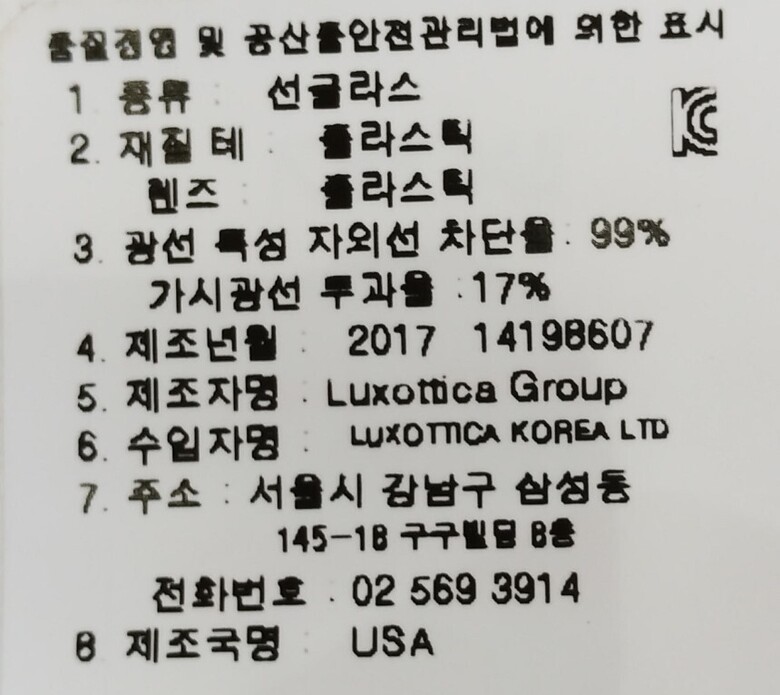 품질경영 및 공산품안전관리법에 의한 표시
1 종류 : 선글라스
2. 재질 테 : 플라스틱
렌즈 : 플라스틱
3. 광선 특성 자외선 차단율: 99%
가시광선 투과율 :17%
4. 제조년월 : 2017 14198607
5. 제조자명 : Luxottica Group
6. 수입자명 : LUXOTTICA KOREA LTD
7. 주소 : 서울시 강남구 삼성동
145-18 구구빌딩 8층
전화번호 : 02 569 3914
8 제조국명 : USA